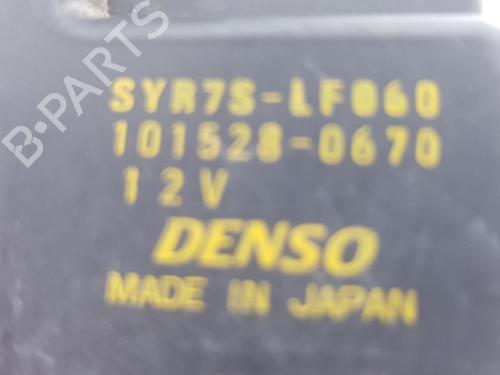 B-PARTS
SYR7S-LF060
101528-0670
12V
DENSO
MADE IN JAPAN